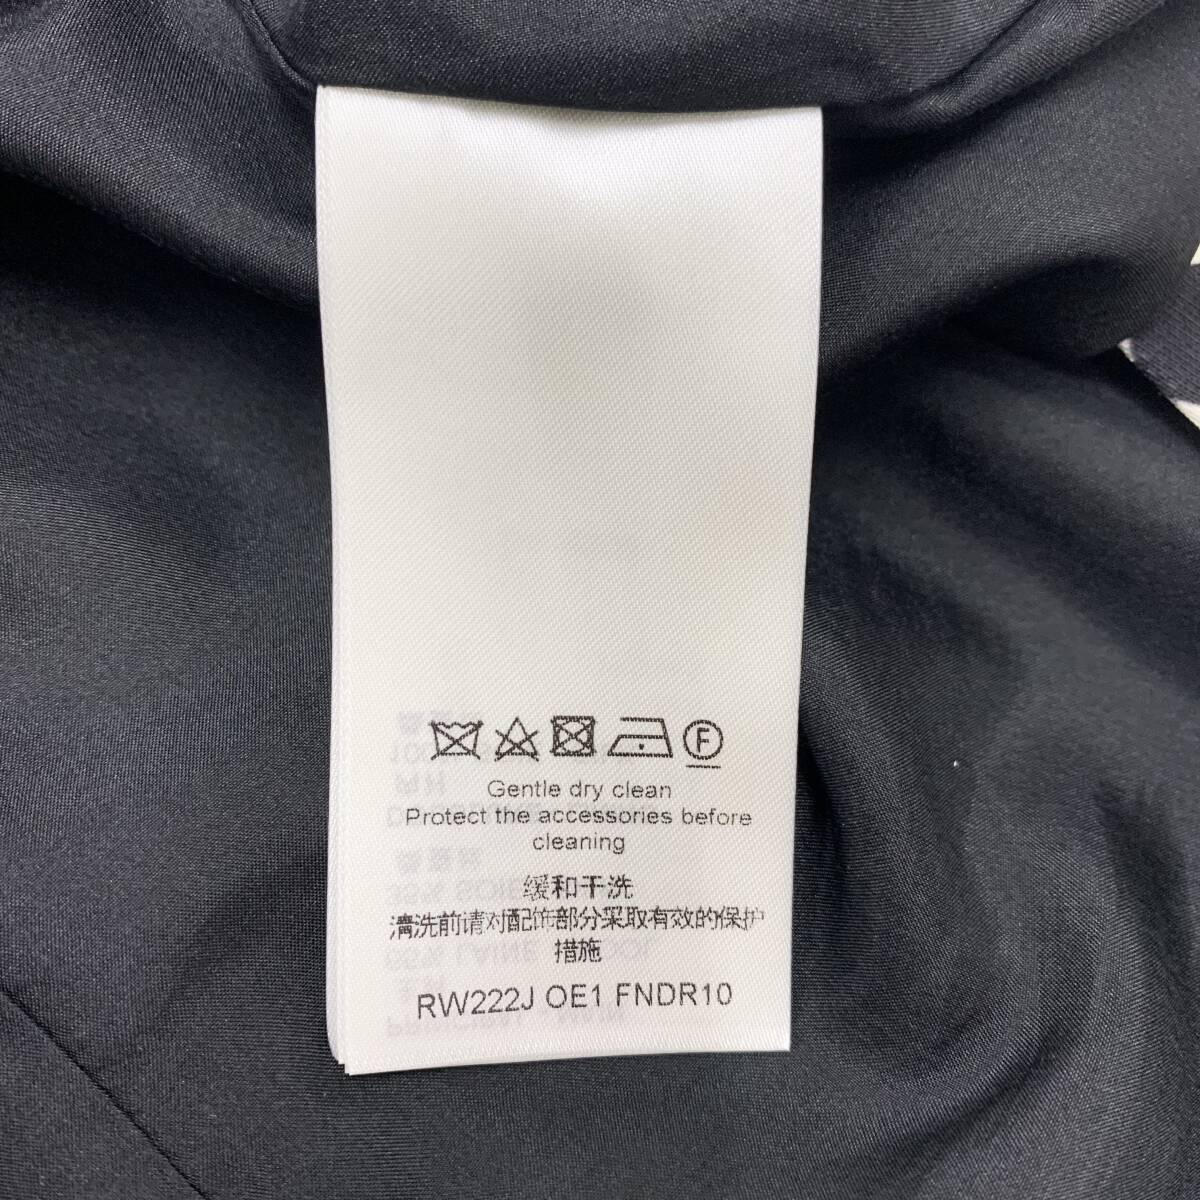 F
Gentle dry clean
Protect the accessories before
cleaning
缓和干洗
清洗前请对配饰部分采取有效的保护
措施
RW222J OE1 FNDR10